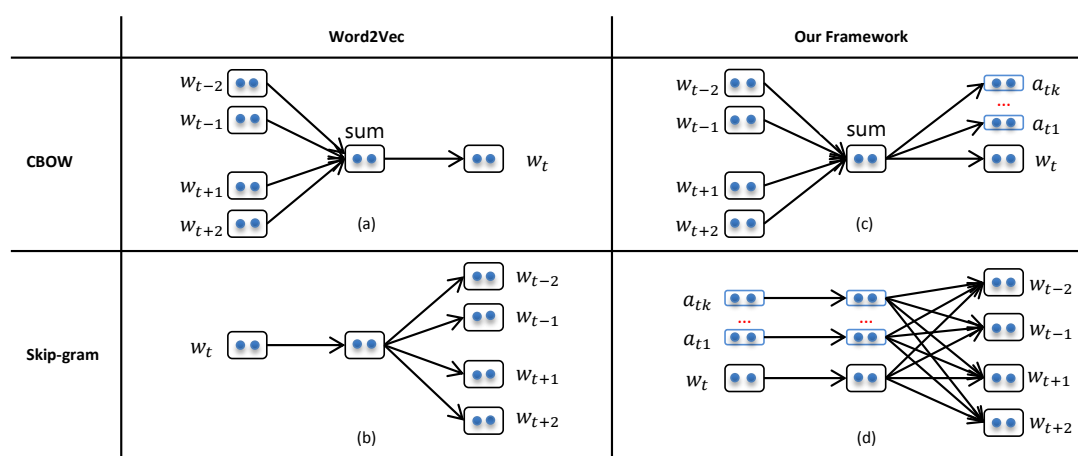 Word2Vec
Our Framework
CBOW
w_{t-2}
w_{t-1}
sum
w_t
w_{t+1}
w_{t+2}
(a)
w_{t-2}
w_{t-1}
sum
a_{tk}
...
a_{t1}
w_t
w_{t+1}
w_{t+2}
(c)
Skip-gram
w_t
w_{t-2}
w_{t-1}
w_{t+1}
w_{t+2}
(b)
a_{tk}
...
a_{t1}
w_t
...
w_{t-2}
w_{t-1}
w_{t+1}
w_{t+2}
(d)